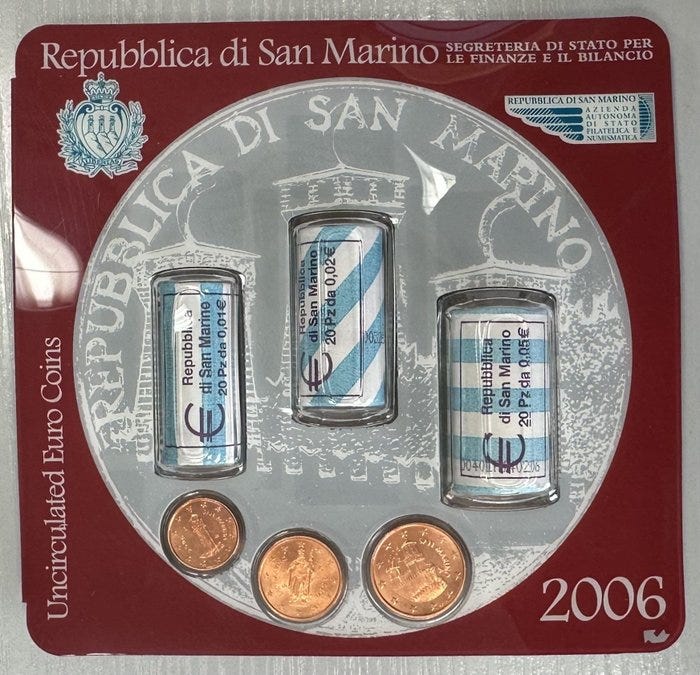 Repubblica di San Marino
SEGRETERIA DI STATO PER
LE FINANZE E IL BILANCIO
REPUBBLICA DI SAN MARINO
AZIENDA
AUTONOMA
DI STATO
FILATELICA E
NUMISMATICA
REPUBBLICA DI SAN MARINO
Repubblica
di San Marino
20 Pz da 0,01€
€
Repubblica
di San Marino
20 Pz da 0,02€
€
Repubblica
di San Marino
20 Pz da 0,05€
€
Uncirculated Euro Coins
2006